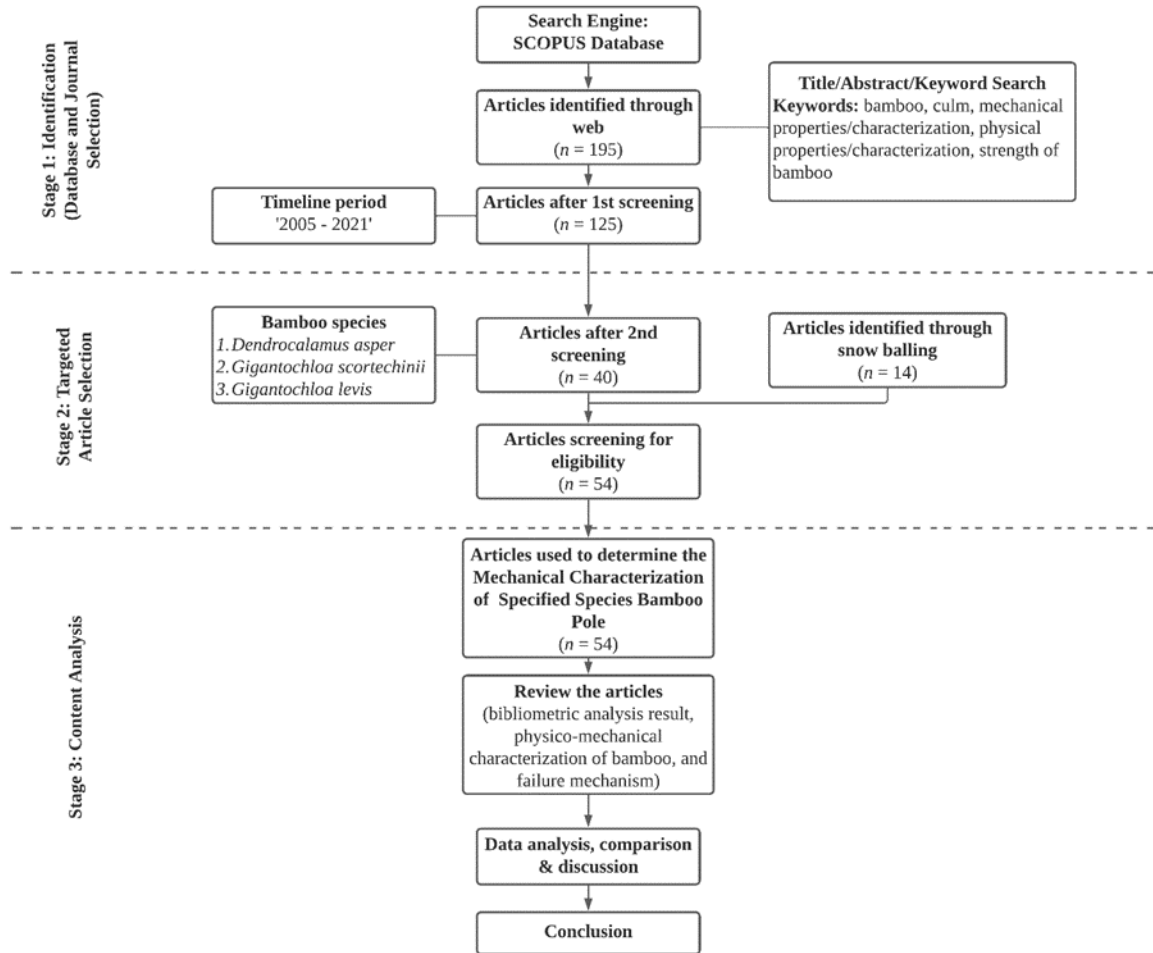 Search Engine:
SCOPUS Database
Stage 1: Identification
(Database and Journal
Selection)
Articles identified through
web
(n = 195)
Title/Abstract/Keyword Search
Keywords: bamboo, culm, mechanical
properties/characterization, physical
properties/characterization, strength of
bamboo
Timeline period
'2005 - 2021'
Articles after 1st screening
(n = 125)
Stage 2: Targeted
Article Selection
Bamboo species
1. Dendrocalamus asper
2. Gigantochloa scortechinii
3. Gigantochloa levis
Articles after 2nd
screening
(n = 40)
Articles identified through
snow balling
(n = 14)
Articles screening for
eligibility
(n = 54)
Stage 3: Content Analysis
Articles used to determine the
Mechanical Characterization
of Specified Species Bamboo
Pole
(n = 54)
Review the articles
(bibliometric analysis result,
physico-mechanical
characterization of bamboo, and
failure mechanism)
Data analysis, comparison
& discussion
Conclusion